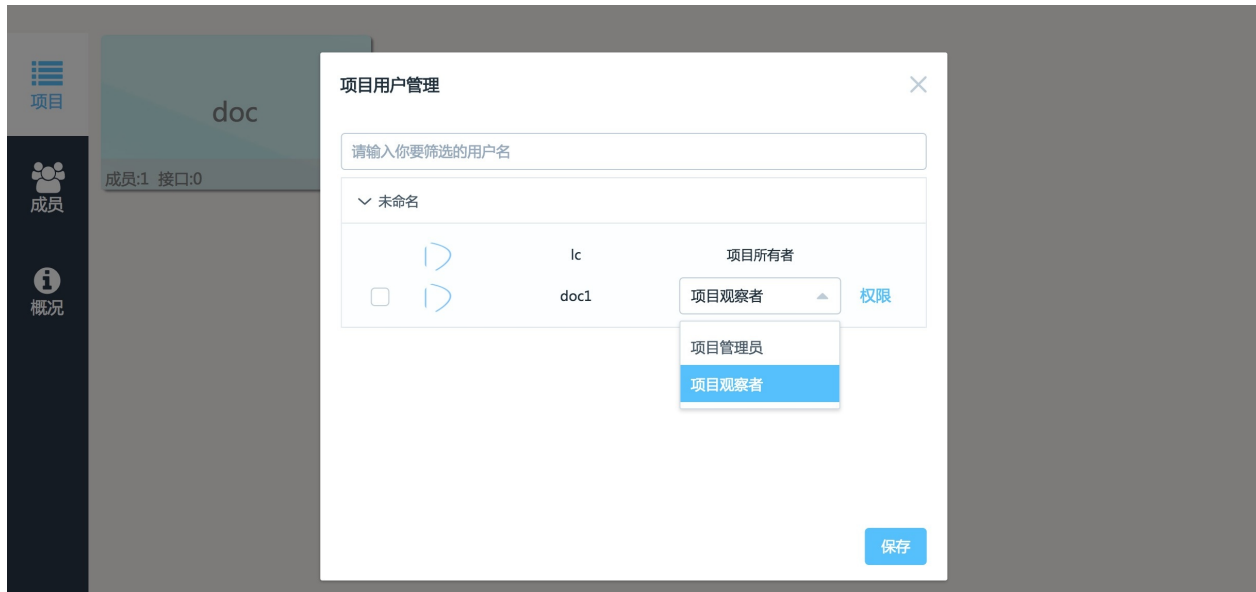 项目
成员
概况
doc
成员:1 接口:0
项目用户管理
请输入你要筛选的用户名
未命名
lc 项目所有者
doc1 项目观察者 权限
项目管理员
项目观察者
保存